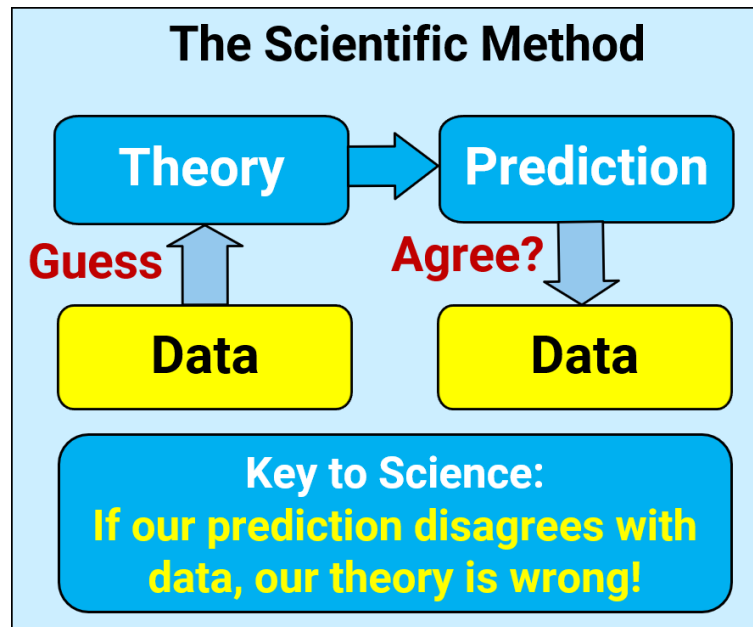 The Scientific Method
Theory
Prediction
Guess
Agree?
Data
Data
Key to Science:
If our prediction disagrees with
data, our theory is wrong!